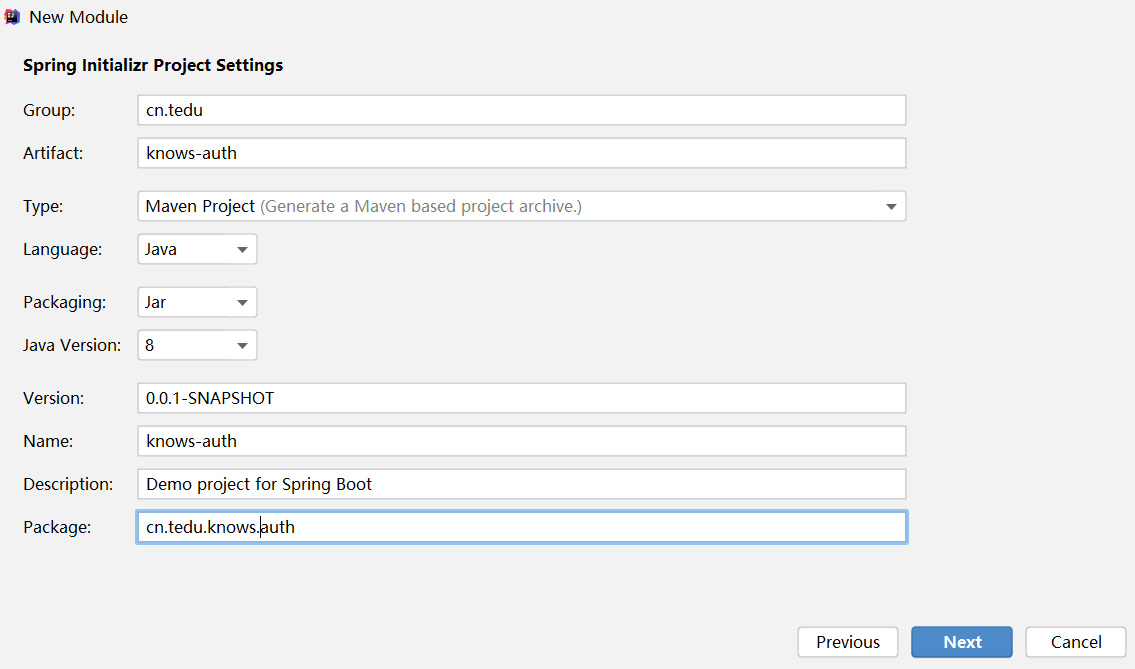 New Module
Spring Initializr Project Settings
Group: cn.tedu
Artifact: knows-auth
Type: Maven Project (Generate a Maven based project archive.)
Language: Java
Packaging: Jar
Java Version: 8
Version: 0.0.1-SNAPSHOT
Name: knows-auth
Description: Demo project for Spring Boot
Package: cn.tedu.knows.auth
Previous Next Cancel